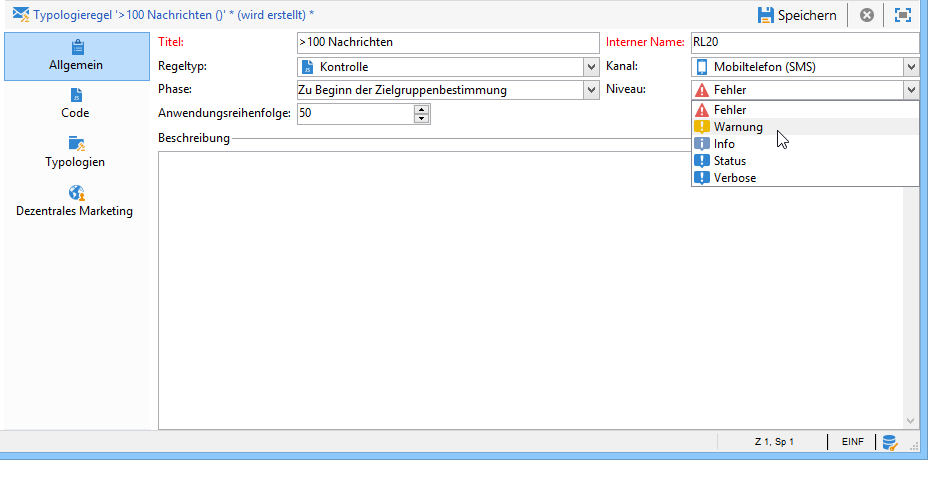 Typologieregel '>100 Nachrichten ()' * (wird erstellt) *
Speichern
Allgemein
Code
Typologien
Dezentrales Marketing
Titel: >100 Nachrichten
Interner Name: RL20
Regeltyp: Kontrolle
Kanal: Mobiltelefon (SMS)
Phase: Zu Beginn der Zielgruppenbestimmung
Niveau: Fehler
Anwendungsreihenfolge: 50
Fehler
Warnung
Info
Status
Verbose
Beschreibung
Z 1, Sp 1
EINF